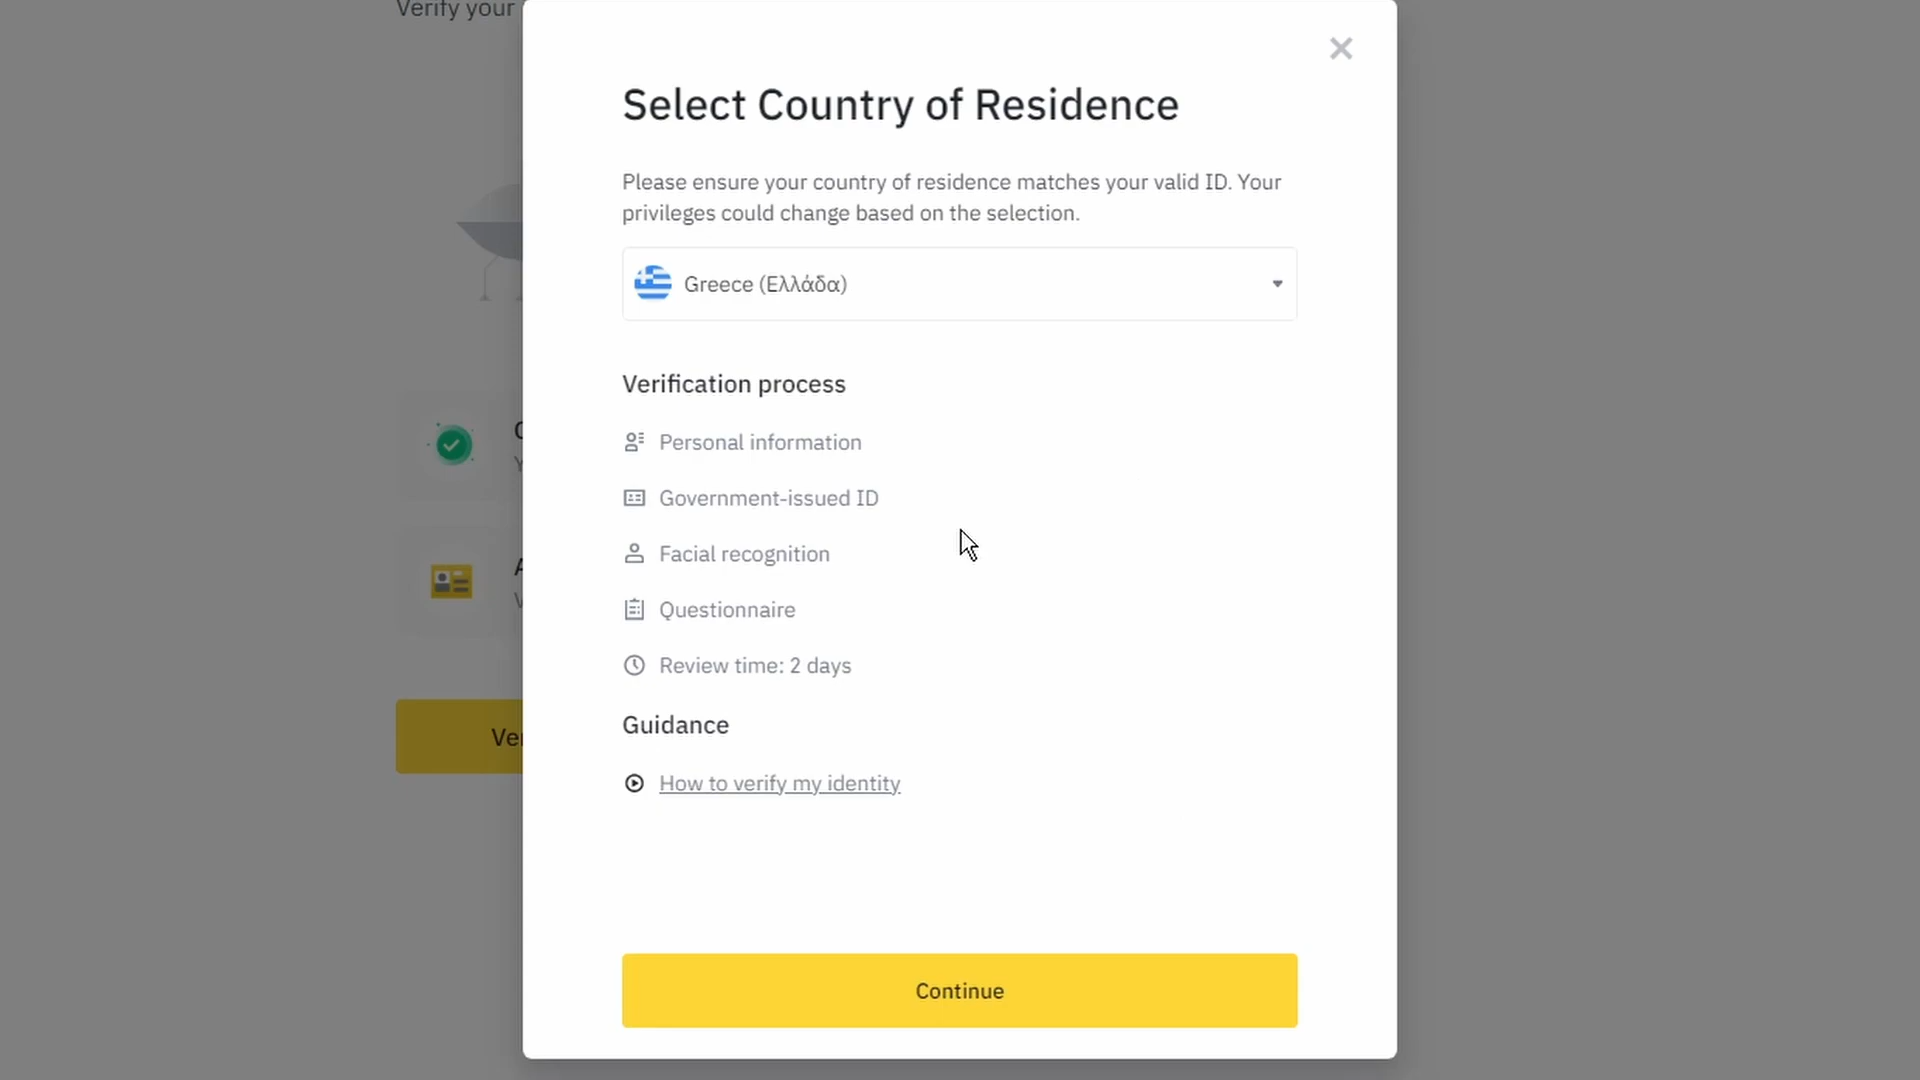 Verify your
Select Country of Residence
Please ensure your country of residence matches your valid ID. Your
privileges could change based on the selection.
Greece (Ελλάδα)
Verification process
Personal information
Government-issued ID
Facial recognition
Questionnaire
Review time: 2 days
Guidance
How to verify my identity
Continue